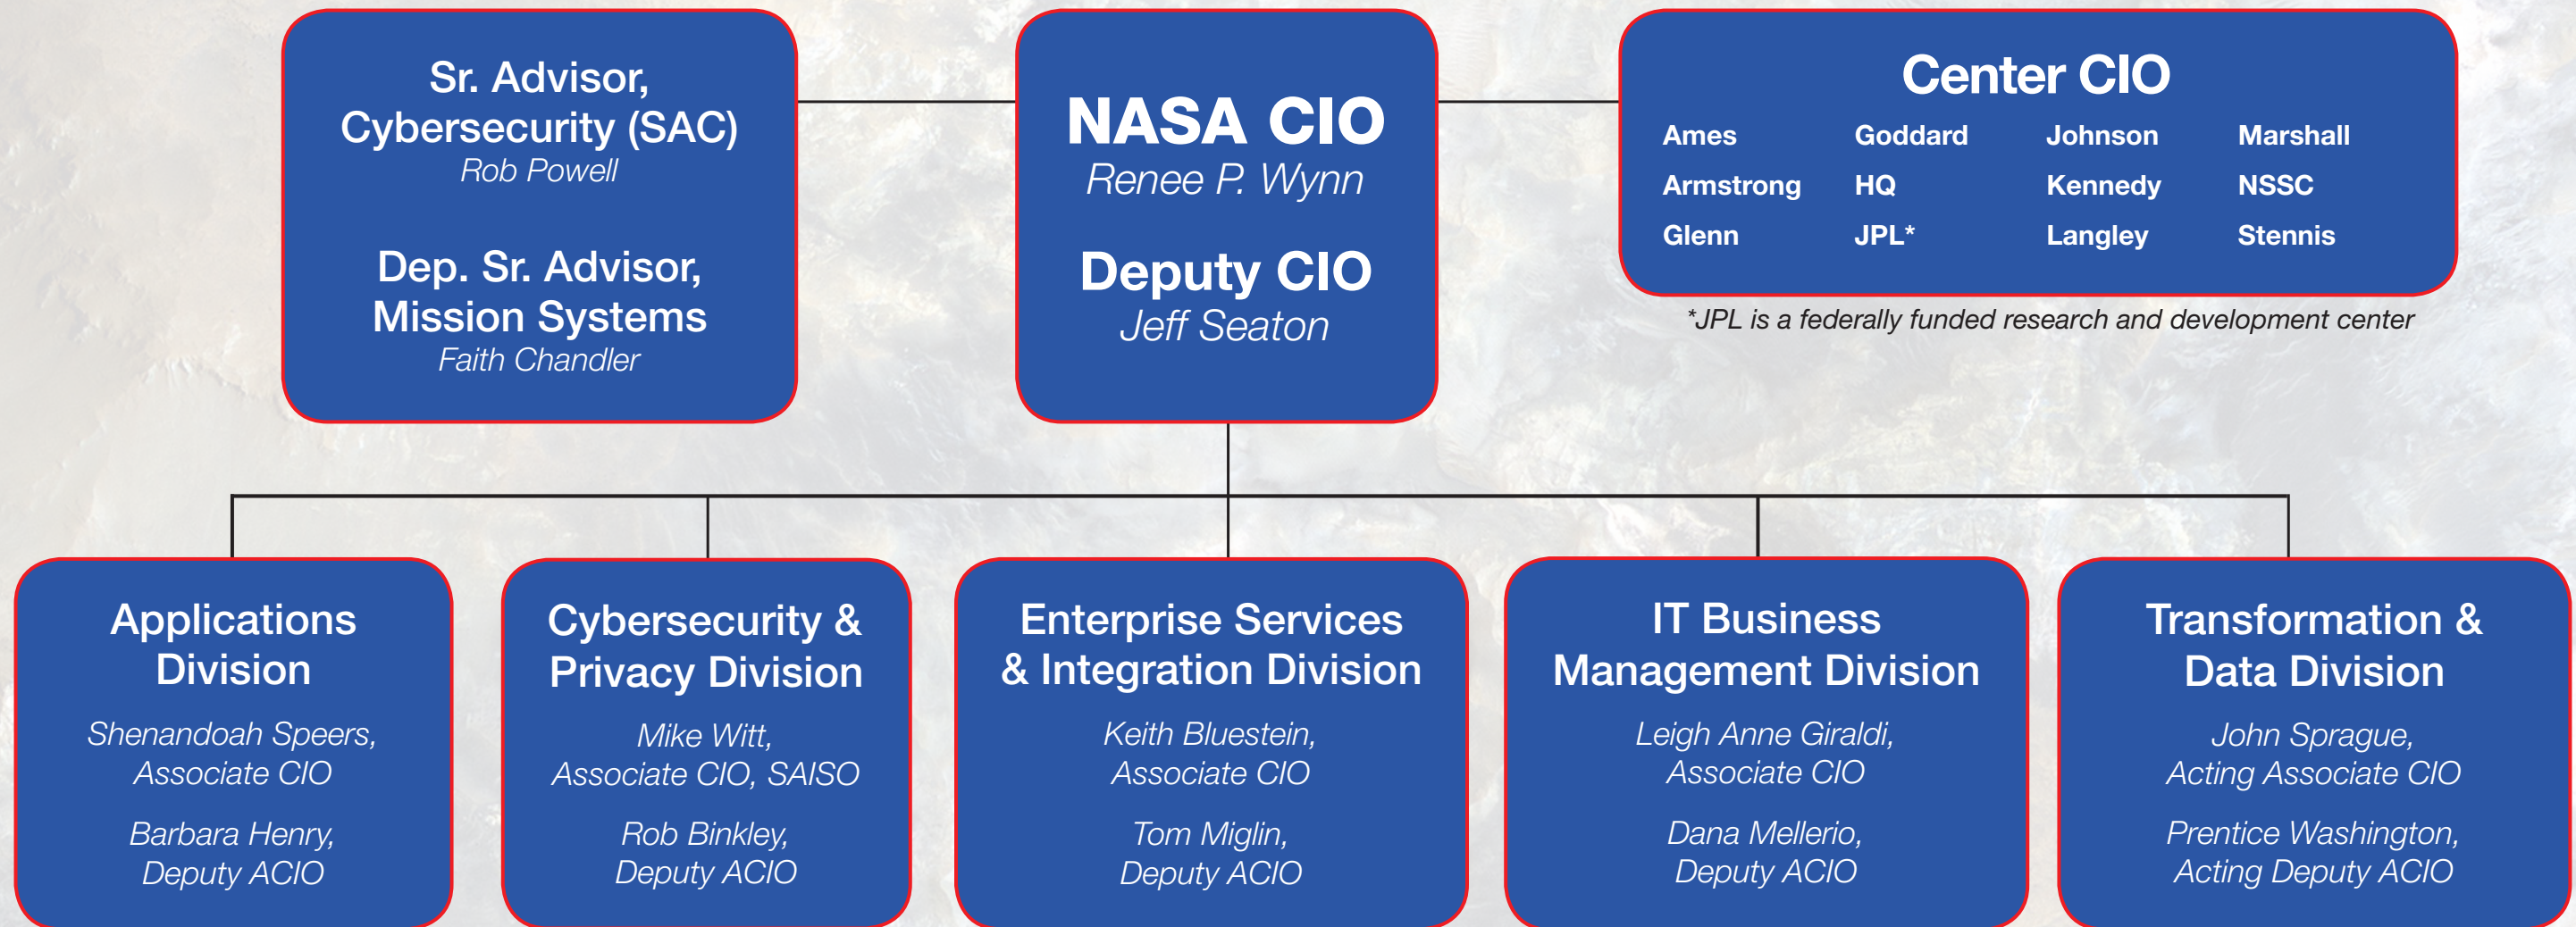 Sr. Advisor,
Cybersecurity (SAC)
Rob Powell
Dep. Sr. Advisor,
Mission Systems
Faith Chandler
NASA CIO
Renee P. Wynn
Deputy CIO
Jeff Seaton
Center CIO
Ames Goddard Johnson Marshall
Armstrong HQ Kennedy NSSC
Glenn JPL* Langley Stennis
*JPL is a federally funded research and development center
Applications
Division
Shenandoah Speers,
Associate CIO
Barbara Henry,
Deputy ACIO
Cybersecurity &
Privacy Division
Mike Witt,
Associate CIO, SAISO
Rob Binkley,
Deputy ACIO
Enterprise Services
& Integration Division
Keith Bluestein,
Associate CIO
Tom Miglin,
Deputy ACIO
IT Business
Management Division
Leigh Anne Giraldi,
Associate CIO
Dana Mellerio,
Deputy ACIO
Transformation &
Data Division
John Sprague,
Acting Associate CIO
Prentice Washington,
Acting Deputy ACIO